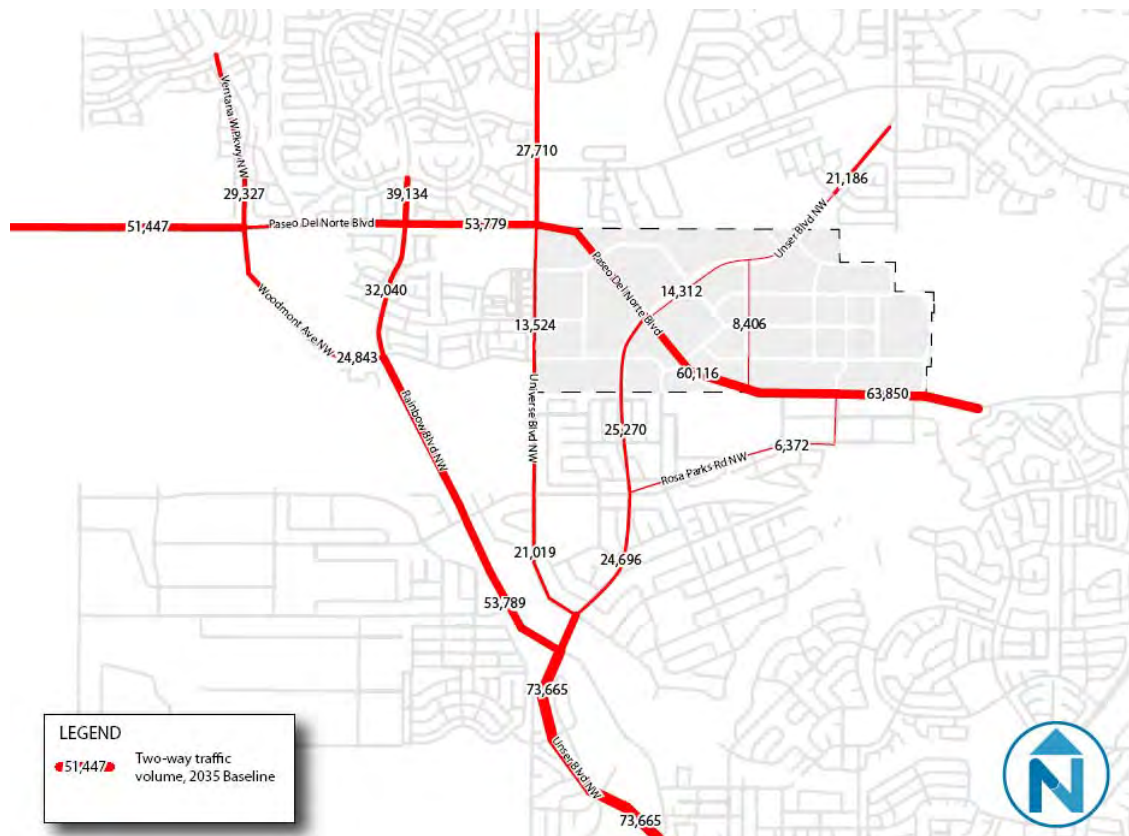 27,710
Ventana W Pkwy NW
21,186
29,327
39,134
51,447
Paseo Del Norte Blvd
53,779
Unser Blvd NW
Paseo Del Norte Blvd
32,040
14,312
Woodmont Ave NW
13,524
8,406
24,843
60,116
63,850
Rainbow Blvd NW
Universe Blvd NW
25,270
6,372
Rosa Parks Rd NW
21,019
24,696
53,789
73,665
Unser Blvd NW
73,665
LEGEND
51,447
Two-way traffic
volume, 2035 Baseline
N